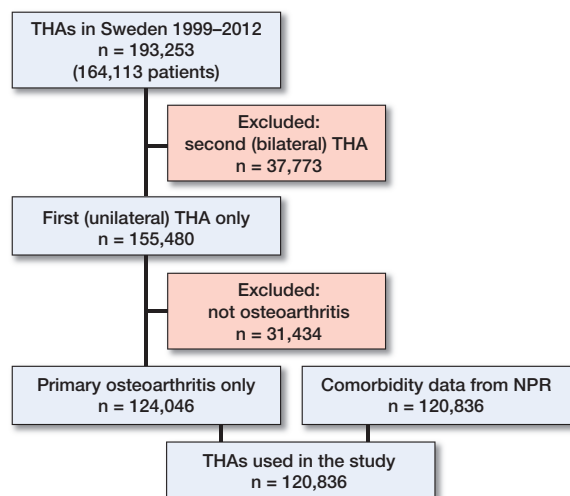 THAs in Sweden 1999–2012
n = 193,253
(164,113 patients)
Excluded:
second (bilateral) THA
n = 37,773
First (unilateral) THA only
n = 155,480
Excluded:
not osteoarthritis
n = 31,434
Primary osteoarthritis only
n = 124,046
Comorbidity data from NPR
n = 120,836
THAs used in the study
n = 120,836